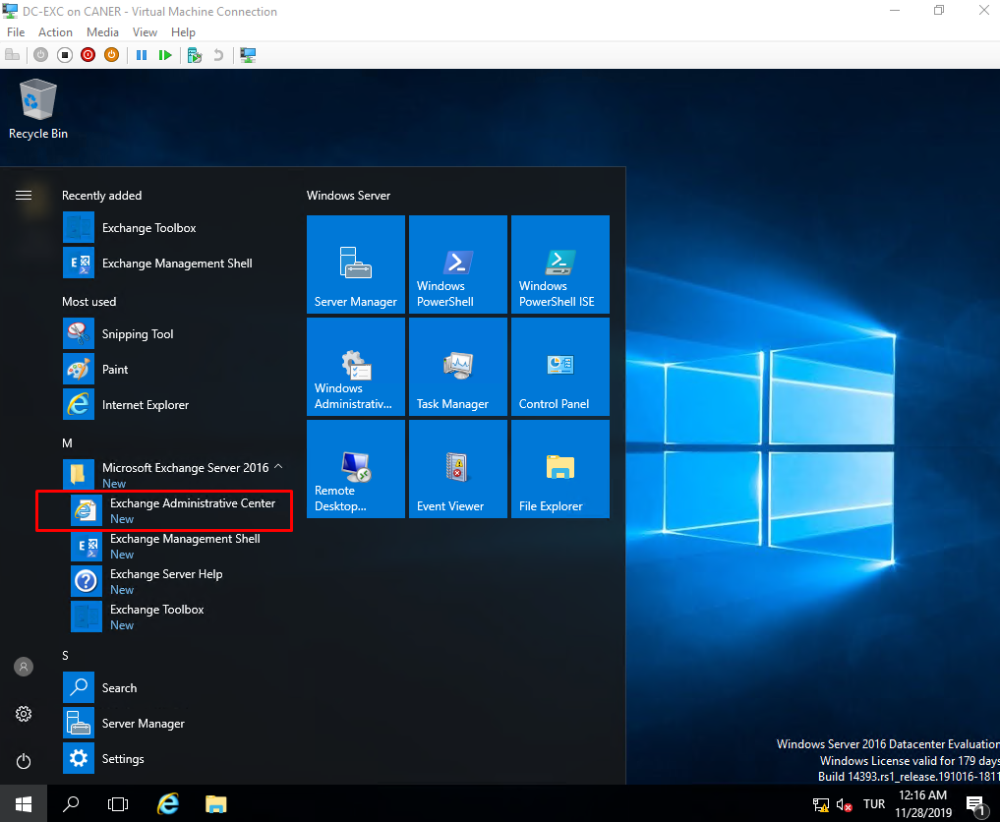 DC-EXC on CANER - Virtual Machine Connection
File Action Media View Help
Recycle Bin
Recently added
Exchange Toolbox
Exchange Management Shell
Most used
Snipping Tool
Paint
Internet Explorer
M
Microsoft Exchange Server 2016
New
Exchange Administrative Center
New
Exchange Management Shell
New
Exchange Server Help
New
Exchange Toolbox
New
S
Search
Server Manager
Settings
Windows Server
Server Manager
Windows
PowerShell
Windows
PowerShell ISE
Windows
Administrativ...
Task Manager
Control Panel
Remote
Desktop...
Event Viewer
File Explorer
Windows Server 2016 Datacenter Evaluation
Windows License valid for 179 days
Build 14393.rs1_release.191016-1811
TUR
12:16 AM
11/28/2019
1